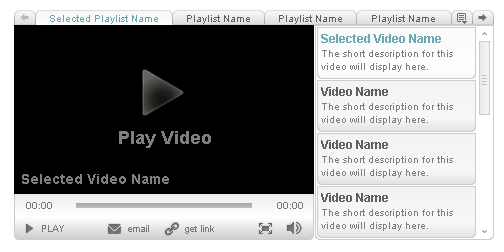 Selected Playlist Name Playlist Name Playlist Name Playlist Name
Play Video
Selected Video Name
00:00 00:00
PLAY email get link
Selected Video Name
The short description for this
video will display here.
Video Name
The short description for this
video will display here.
Video Name
The short description for this
video will display here.
Video Name
The short description for this
video will display here.